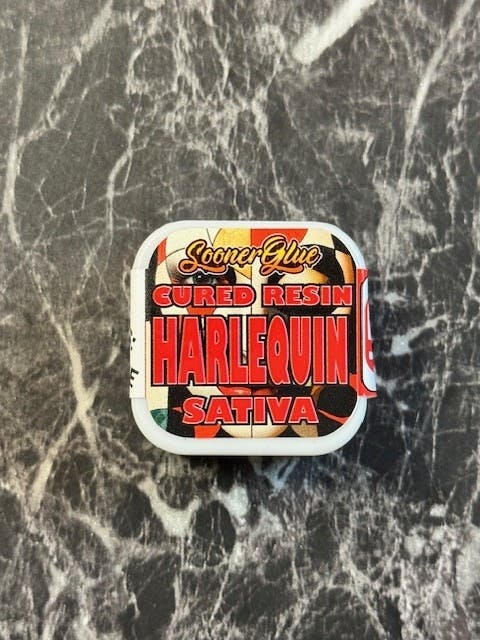 SoonerGlue
CURED RESIN
HARLEQUIN
SATIVA